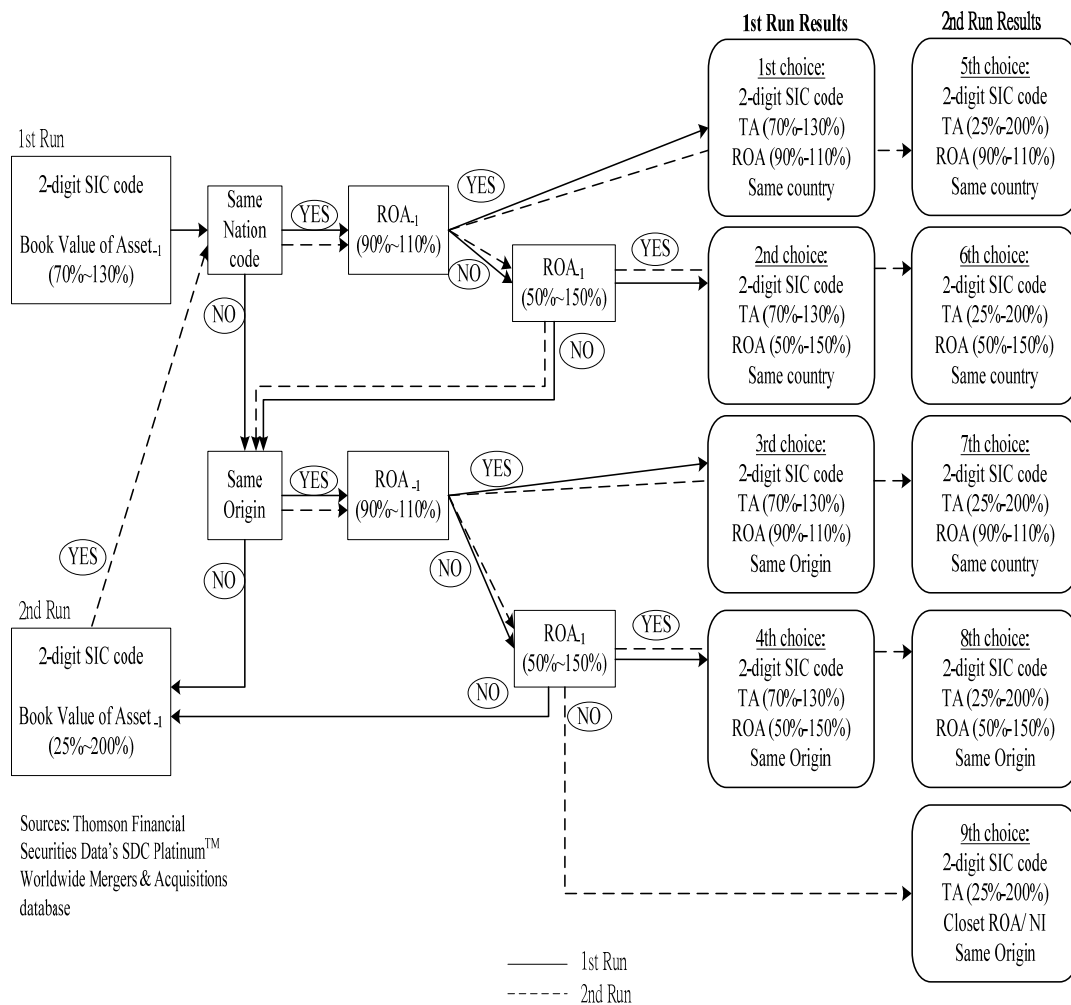 1st Run Results
2nd Run Results
1st Run
2-digit SIC code
Book Value of Asset-1
(70%~130%)
Same
Nation
code
YES
NO
ROA-1
(90%~110%)
YES
NO
ROA-1
(50%~150%)
YES
NO
1st choice:
2-digit SIC code
TA (70%-130%)
ROA (90%-110%)
Same country
5th choice:
2-digit SIC code
TA (25%-200%)
ROA (90%-110%)
Same country
2nd choice:
2-digit SIC code
TA (70%-130%)
ROA (50%-150%)
Same country
6th choice:
2-digit SIC code
TA (25%-200%)
ROA (50%-150%)
Same country
Same
Origin
YES
NO
ROA-1
(90%~110%)
YES
NO
ROA-1
(50%~150%)
YES
NO
NO
3rd choice:
2-digit SIC code
TA (70%-130%)
ROA (90%-110%)
Same Origin
7th choice:
2-digit SIC code
TA (25%-200%)
ROA (90%-110%)
Same country
4th choice:
2-digit SIC code
TA (70%-130%)
ROA (50%-150%)
Same Origin
8th choice:
2-digit SIC code
TA (25%-200%)
ROA (50%-150%)
Same Origin
YES
2nd Run
2-digit SIC code
Book Value of Asset-1
(25%~200%)
9th choice:
2-digit SIC code
TA (25%-200%)
Closet ROA/ NI
Same Origin
Sources: Thomson Financial
Securities Data's SDC Platinum™
Worldwide Mergers & Acquisitions
database
1st Run
2nd Run